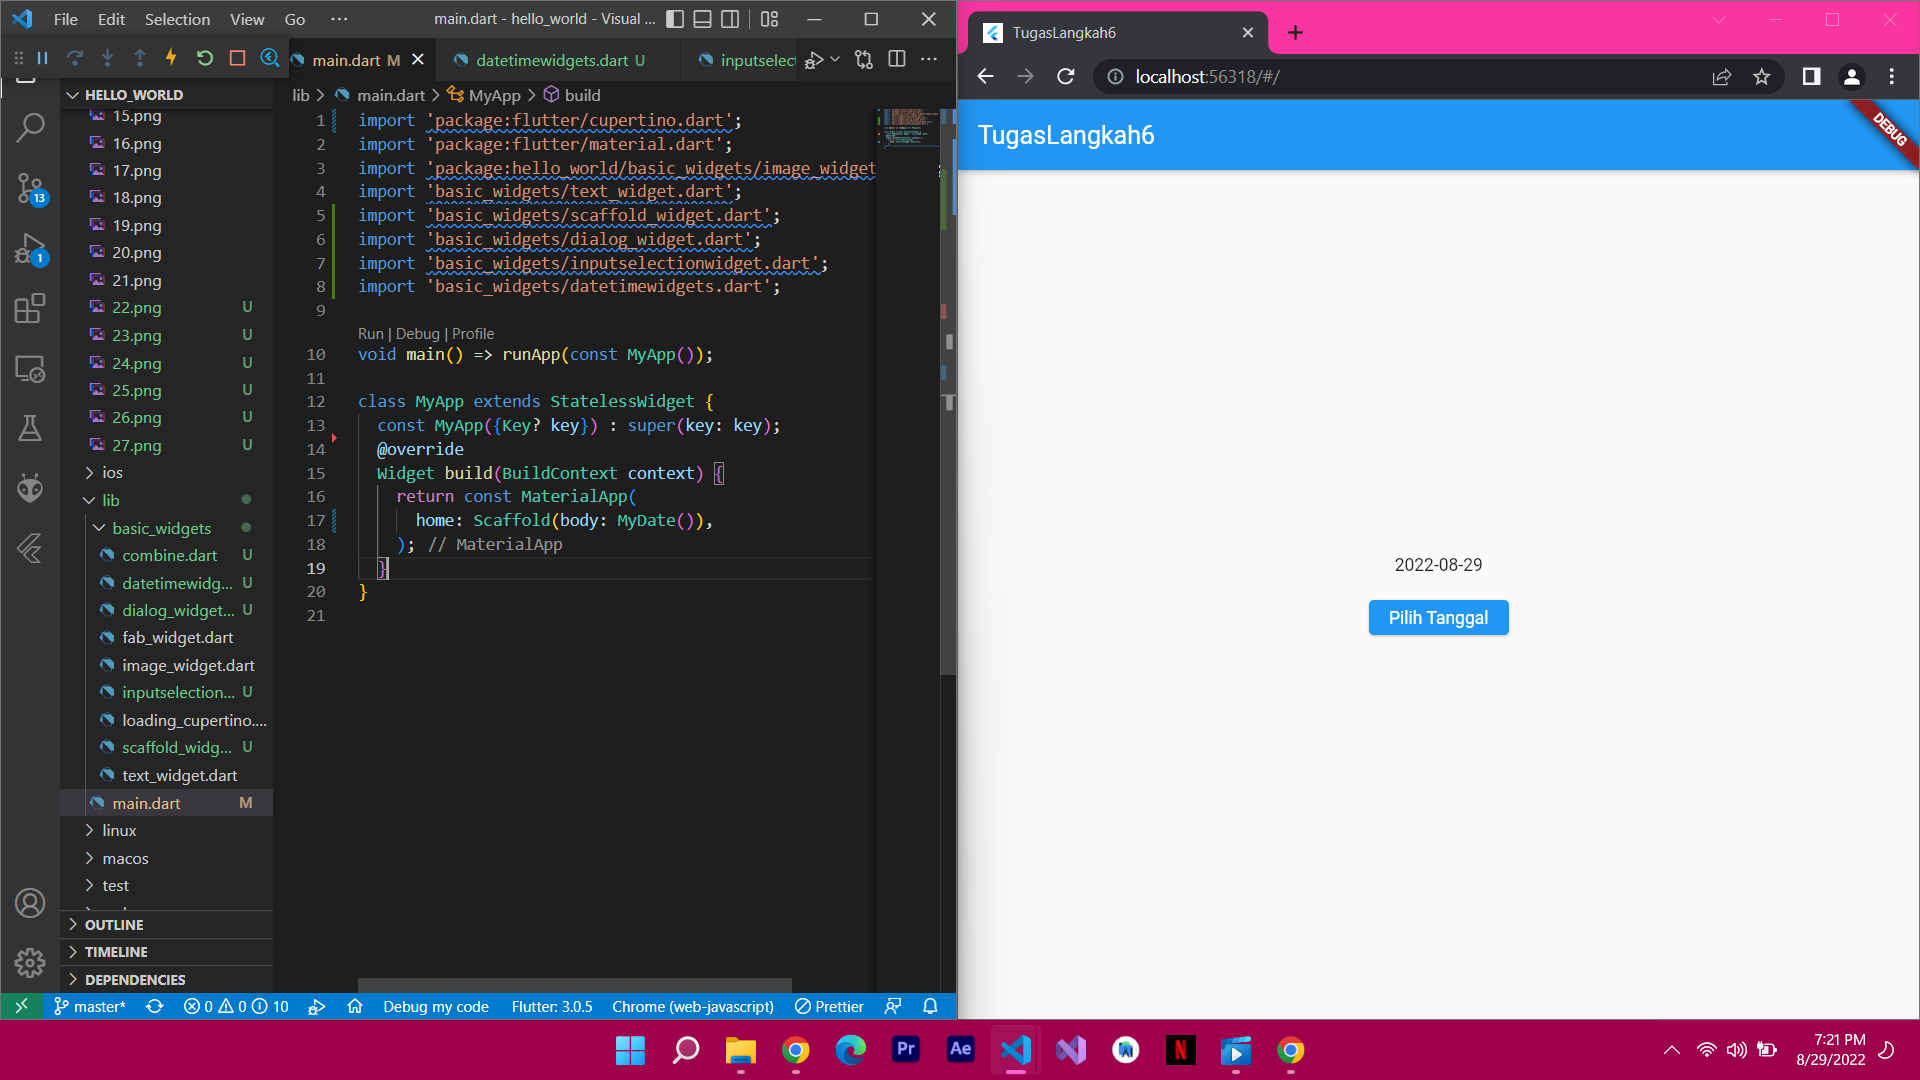 File Edit Selection View Go ··· main.dart - hello_world - Visual ...
main.dart M
datetimewidgets.dart U
inputselect
HELLO_WORLD
15.png
16.png
17.png
18.png
19.png
20.png
21.png
22.png U
23.png U
24.png U
25.png U
26.png U
27.png U
ios
lib
basic_widgets
combine.dart U
datetimewidg... U
dialog_widget... U
fab_widget.dart
image_widget.dart
inputselection... U
loading_cupertino....
scaffold_widg... U
text_widget.dart
main.dart M
linux
macos
test
OUTLINE
TIMELINE
DEPENDENCIES
13
1
lib > main.dart > MyApp > build
1 import 'package:flutter/cupertino.dart';
2 import 'package:flutter/material.dart';
3 import 'package:hello_world/basic_widgets/image_widget
4 import 'basic_widgets/text_widget.dart';
5 import 'basic_widgets/scaffold_widget.dart';
6 import 'basic_widgets/dialog_widget.dart';
7 import 'basic_widgets/inputselectionwidget.dart';
8 import 'basic_widgets/datetimewidgets.dart';
9
Run | Debug | Profile
10 void main() => runApp(const MyApp());
11
12 class MyApp extends StatelessWidget {
13 const MyApp({Key? key}) : super(key: key);
14 @override
15 Widget build(BuildContext context) {
16 return const MaterialApp(
17 home: Scaffold(body: MyDate()),
18 ); // MaterialApp
19 }
20 }
21
master* 0 0 10 Debug my code Flutter: 3.0.5 Chrome (web-javascript) Prettier
TugasLangkah6
localhost:56318/#/
TugasLangkah6
DEBUG
2022-08-29
Pilih Tanggal
Pr
Ae
N
7:21 PM
8/29/2022